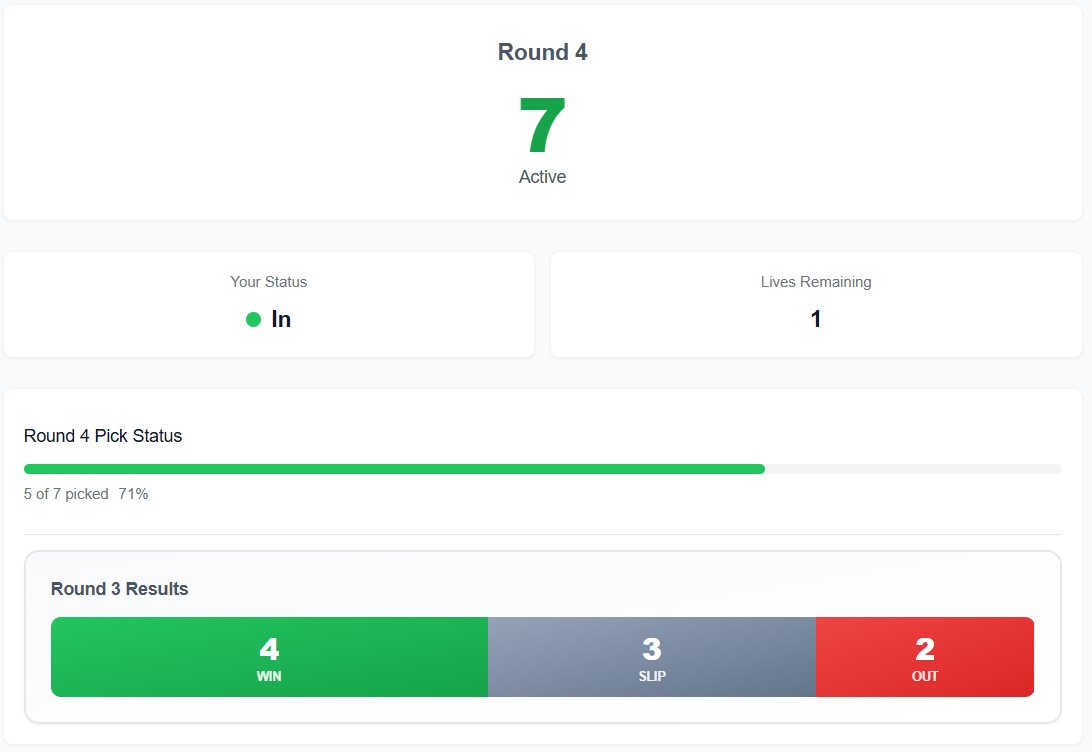 Round 4
7
Active
Your Status
In
Lives Remaining
1
Round 4 Pick Status
5 of 7 picked 71%
Round 3 Results
4
WIN
3
SLIP
2
OUT